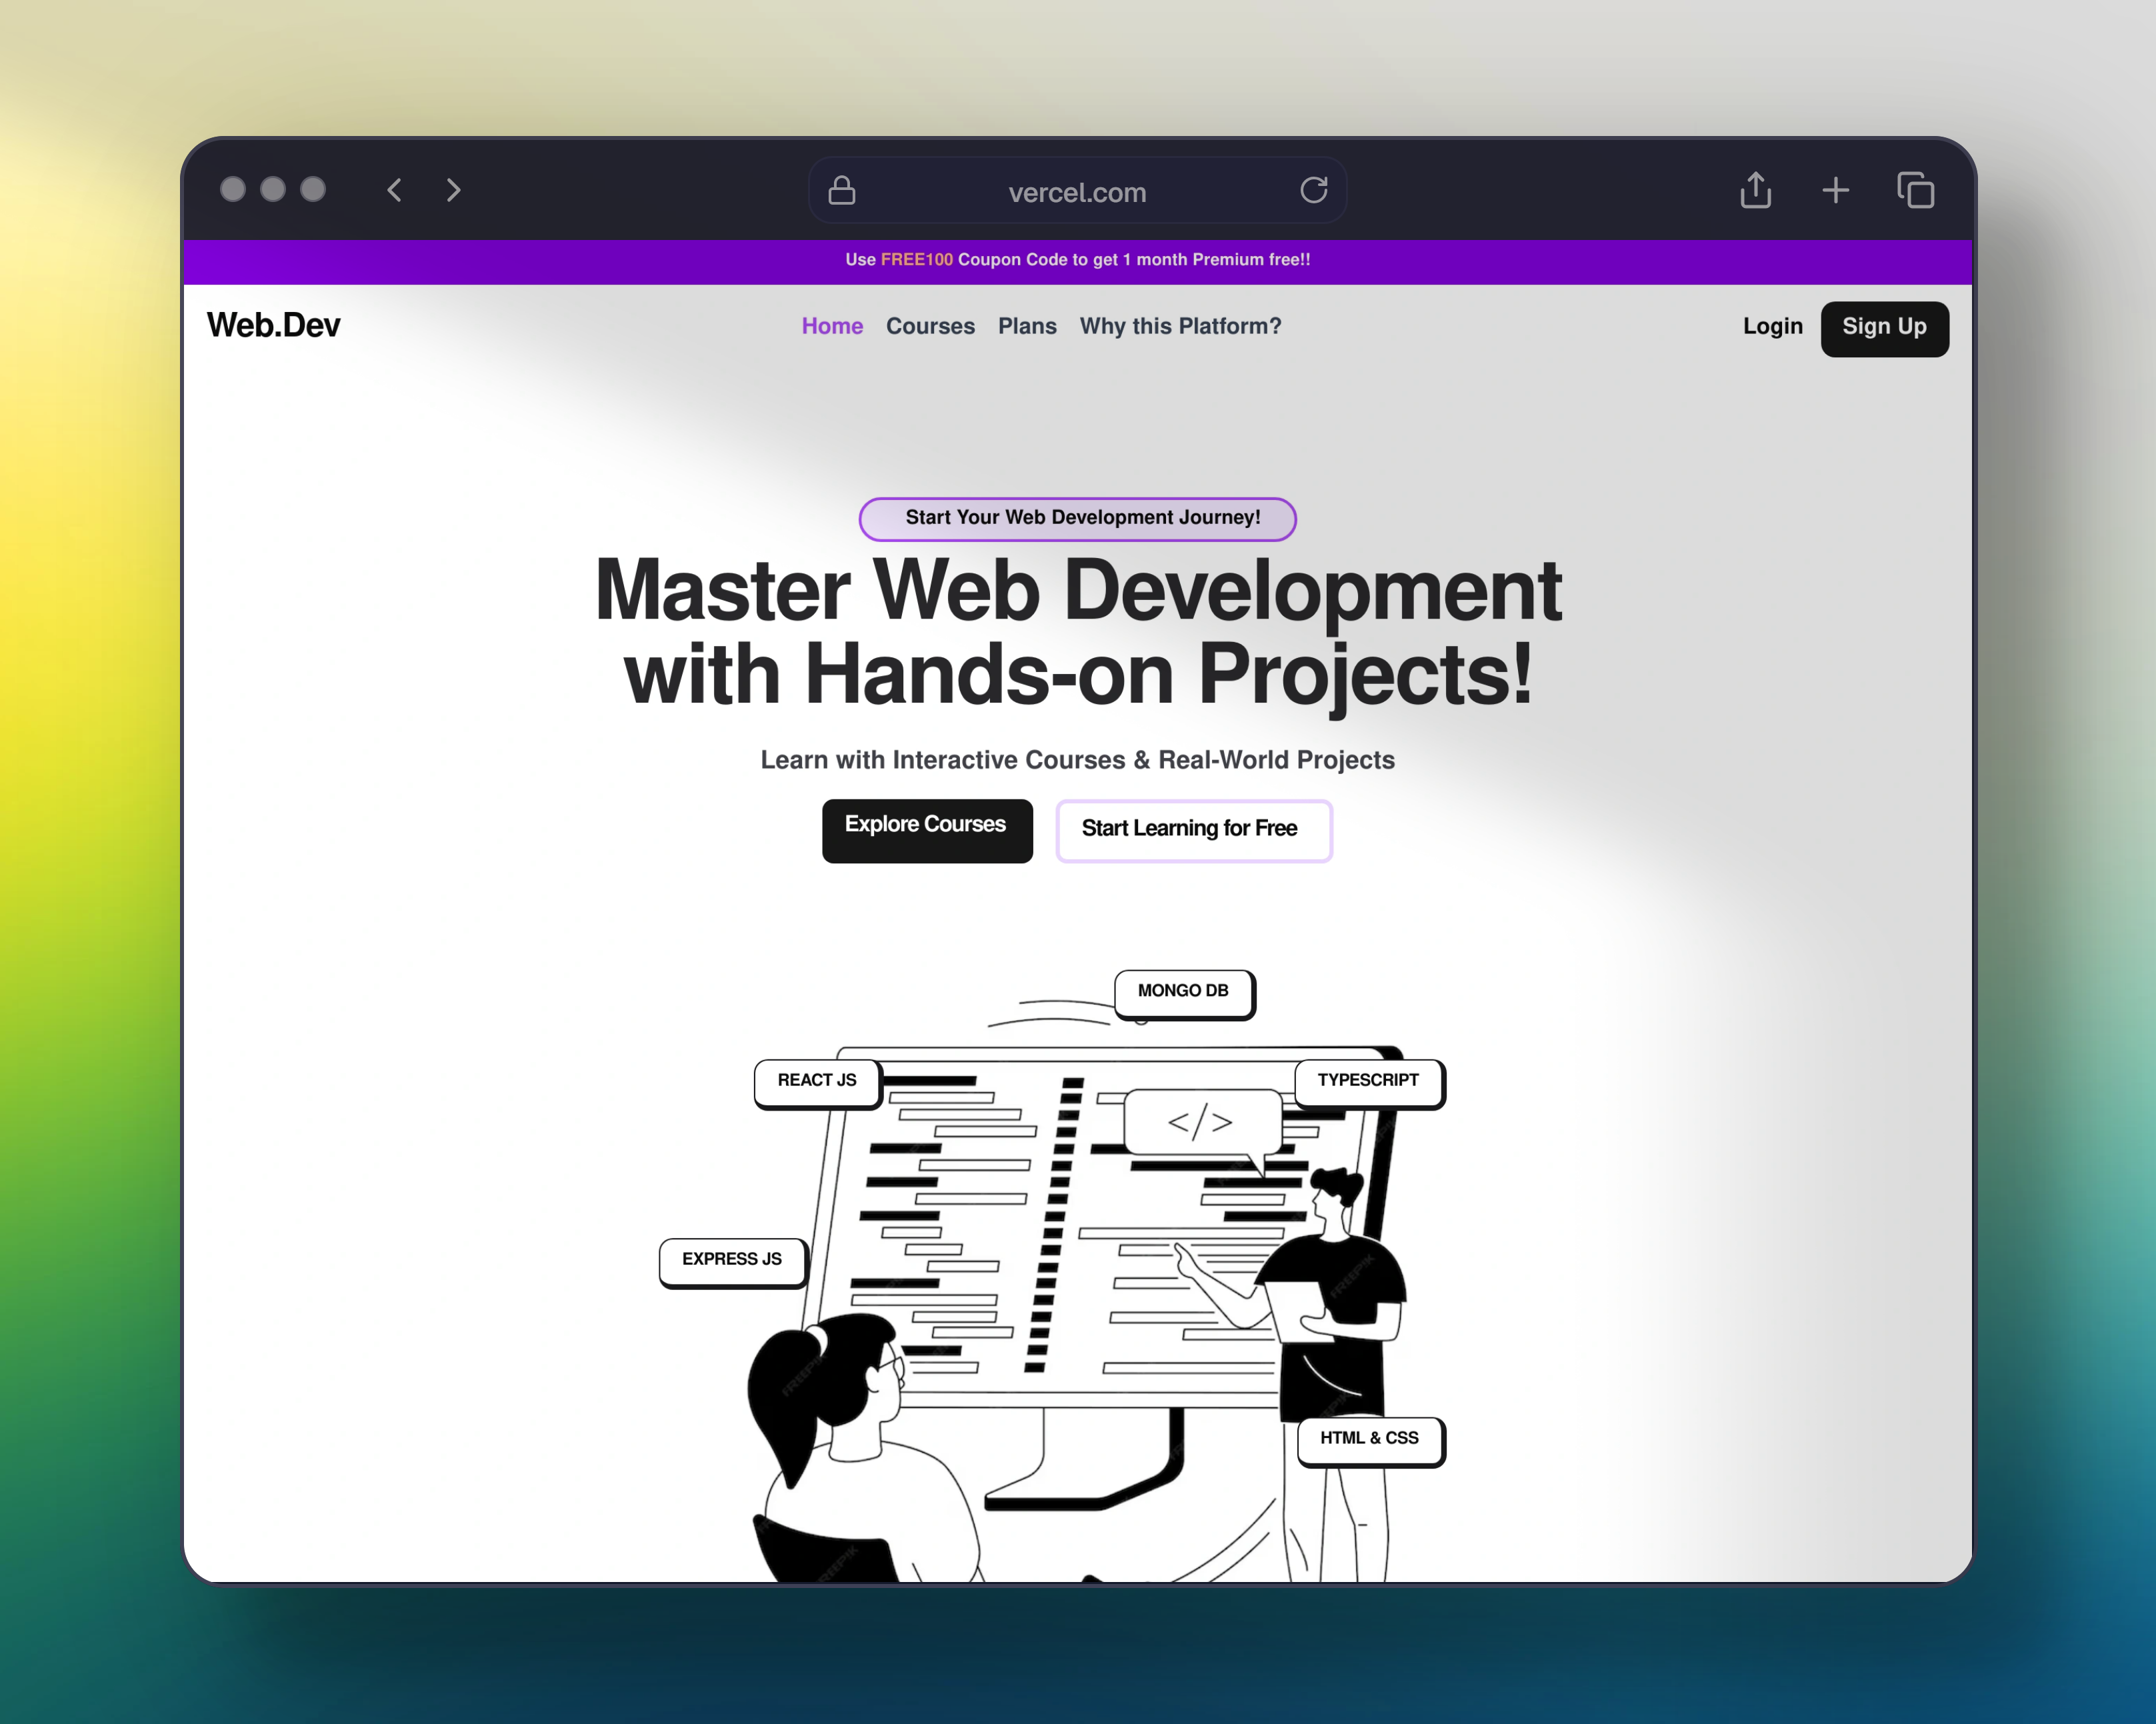 vercel.com
Use FREE100 Coupon Code to get 1 month Premium free!!
Web.Dev
Home Courses Plans Why this Platform?
Login Sign Up
Start Your Web Development Journey!
Master Web Development
with Hands-on Projects!
Learn with Interactive Courses & Real-World Projects
Explore Courses Start Learning for Free
MONGO DB
REACT JS TYPESCRIPT
</>
EXPRESS JS
FREEPIK
FREEPIK
HTML & CSS
FREEPIK